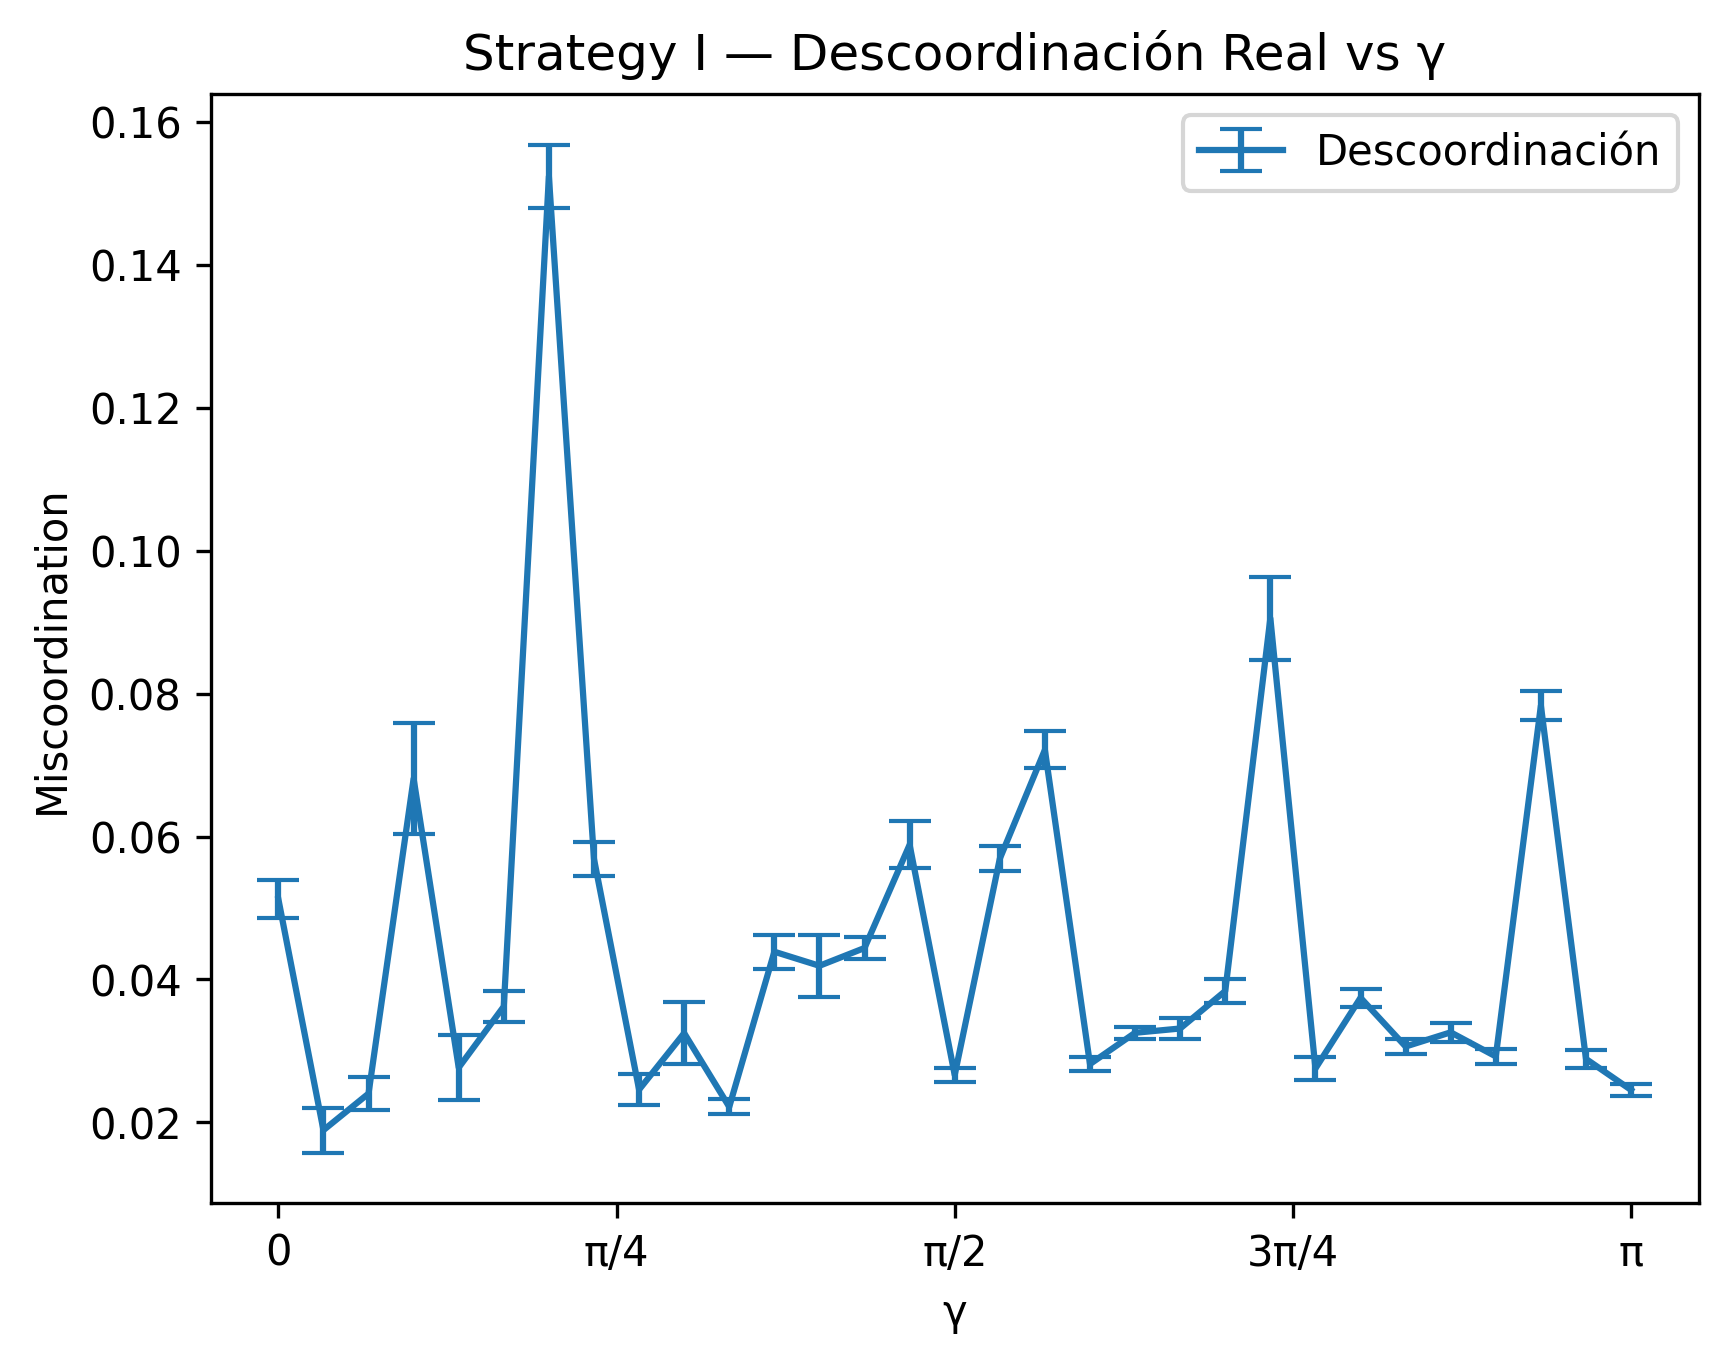 Strategy I — Descoordinación Real vs γ
Descoordinación
Miscoordination
0.16
0.14
0.12
0.10
0.08
0.06
0.04
0.02
0 π/4 π/2 3π/4 π
γ